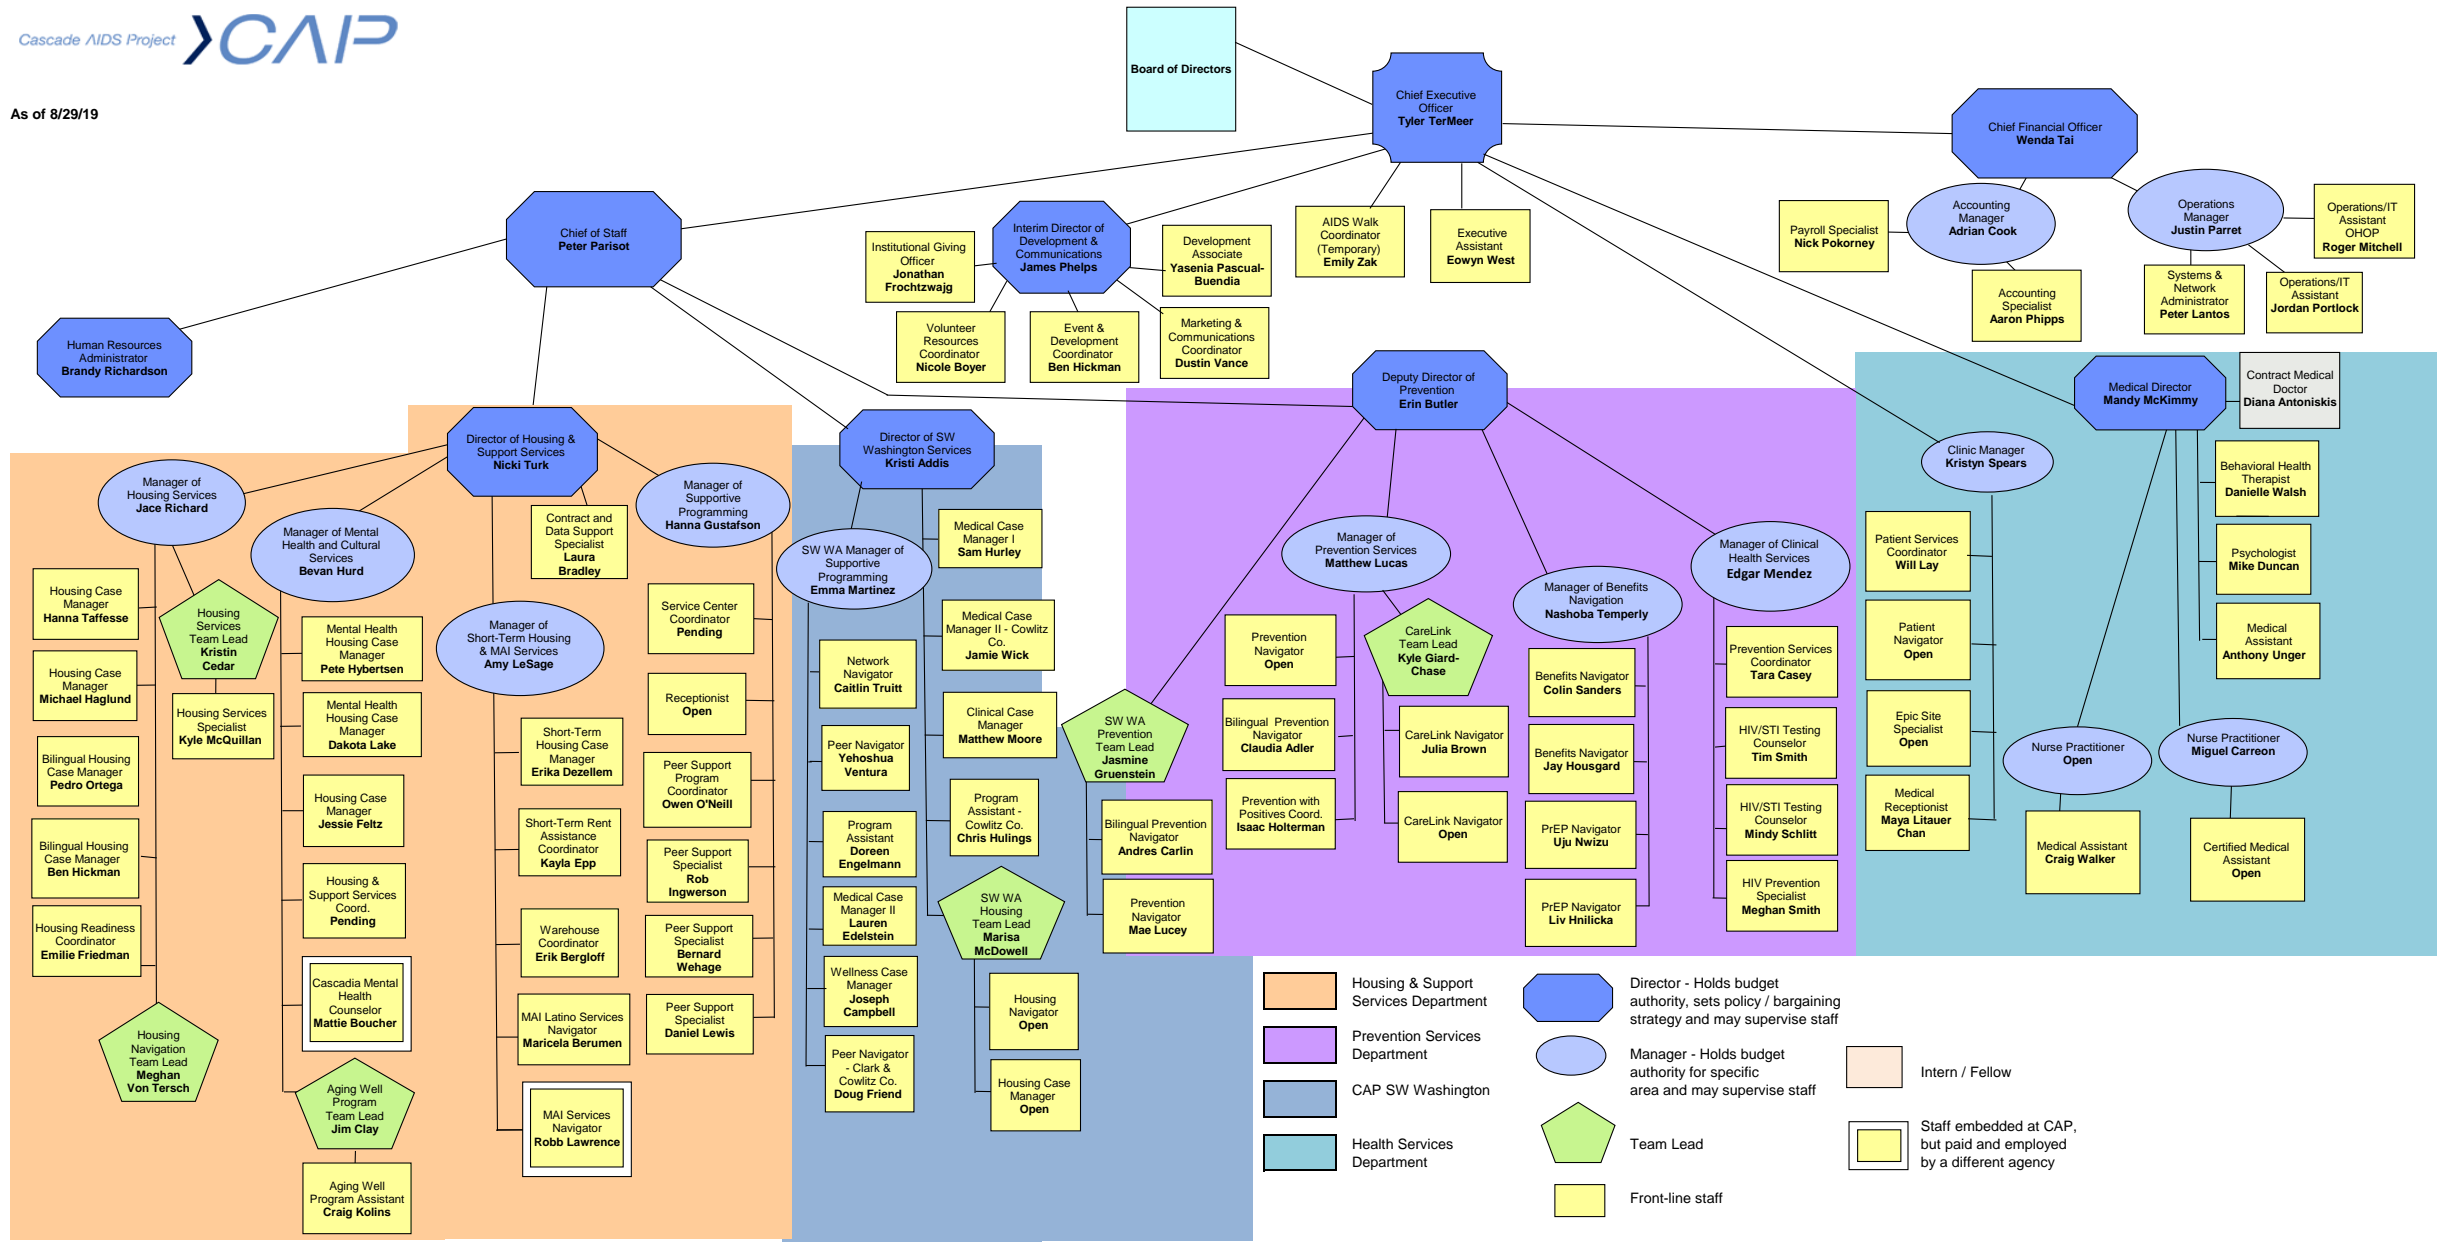 Cascade AIDS Project
CAP
As of 8/29/19
Board of Directors
Chief Executive
Officer
Tyler TerMeer
Chief Financial Officer
Wenda Tai
Chief of Staff
Peter Parisot
Institutional Giving
Officer
Jonathan
Frochtzwajg
Interim Director of
Development &
Communications
James Phelps
Development
Associate
Yasenia Pascual-
Buendia
AIDS Walk
Coordinator
(Temporary)
Emily Zak
Executive
Assistant
Eowyn West
Payroll Specialist
Nick Pokorney
Accounting
Manager
Adrian Cook
Operations
Manager
Justin Parret
Operations/IT
Assistant
OHOP
Roger Mitchell
Accounting
Specialist
Aaron Phipps
Systems &
Network
Administrator
Peter Lantos
Operations/IT
Assistant
Jordan Portlock
Human Resources
Administrator
Brandy Richardson
Volunteer
Resources
Coordinator
Nicole Boyer
Event &
Development
Coordinator
Ben Hickman
Marketing &
Communications
Coordinator
Dustin Vance
Deputy Director of
Prevention
Erin Butler
Medical Director
Mandy McKimmy
Contract Medical
Doctor
Diana Antoniskis
Director of Housing &
Support Services
Nicki Turk
Director of SW
Washington Services
Kristi Addis
Clinic Manager
Kristyn Spears
Behavioral Health
Therapist
Danielle Walsh
Manager of
Housing Services
Jace Richard
Manager of Mental
Health and Cultural
Services
Bevan Hurd
Contract and
Data Support
Specialist
Laura
Bradley
Manager of
Supportive
Programming
Hanna Gustafson
SW WA Manager of
Supportive
Programming
Emma Martinez
Medical Case
Manager I
Sam Hurley
Manager of
Prevention Services
Matthew Lucas
Manager of Benefits
Navigation
Nashoba Temperly
Manager of Clinical
Health Services
Edgar Mendez
Patient Services
Coordinator
Will Lay
Psychologist
Mike Duncan
Housing Case
Manager
Hanna Taffesse
Housing
Services
Team Lead
Kristin
Cedar
Mental Health
Housing Case
Manager
Pete Hybertsen
Manager of
Short-Term Housing
& MAI Services
Amy LeSage
Service Center
Coordinator
Pending
Network
Navigator
Caitlin Truitt
Medical Case
Manager II - Cowlitz
Co.
Jamie Wick
Prevention
Navigator
Open
CareLink
Team Lead
Kyle Giard-
Chase
Benefits Navigator
Colin Sanders
Prevention Services
Coordinator
Tara Casey
Patient
Navigator
Open
Medical
Assistant
Anthony Unger
Housing Case
Manager
Michael Haglund
Housing Services
Specialist
Kyle McQuillan
Mental Health
Housing Case
Manager
Dakota Lake
Short-Term
Housing Case
Manager
Erika Dezellem
Receptionist
Open
Peer Navigator
Yehoshua
Ventura
Clinical Case
Manager
Matthew Moore
SW WA
Prevention
Team Lead
Jasmine
Gruenstein
Bilingual  Prevention
Navigator
Claudia Adler
CareLink Navigator
Julia Brown
Benefits Navigator
Jay Housgard
HIV/STI Testing
Counselor
Tim Smith
Epic Site
Specialist
Open
Nurse Practitioner
Open
Nurse Practitioner
Miguel Carreon
Bilingual Housing
Case Manager
Pedro Ortega
Housing Case
Manager
Jessie Feltz
Short-Term Rent
Assistance
Coordinator
Kayla Epp
Peer Support
Program
Coordinator
Owen O'Neill
Program
Assistant
Doreen
Engelmann
Program
Assistant -
Cowlitz Co.
Chris Hulings
Bilingual Prevention
Navigator
Andres Carlin
Prevention with
Positives Coord.
Isaac Holterman
CareLink Navigator
Open
PrEP Navigator
Uju Nwizu
HIV/STI Testing
Counselor
Mindy Schlitt
Medical
Receptionist
Maya Litauer
Chan
Medical Assistant
Craig Walker
Certified Medical
Assistant
Open
Bilingual Housing
Case Manager
Ben Hickman
Housing &
Support Services
Coord.
Pending
Warehouse
Coordinator
Erik Bergloff
Peer Support
Specialist
Rob
Ingwerson
Medical Case
Manager II
Lauren
Edelstein
SW WA
Housing
Team Lead
Marisa
McDowell
Prevention
Navigator
Mae Lucey
PrEP Navigator
Liv Hnilicka
HIV Prevention
Specialist
Meghan Smith
Housing Readiness
Coordinator
Emilie Friedman
Cascadia Mental
Health
Counselor
Mattie Boucher
MAI Latino Services
Navigator
Maricela Berumen
Peer Support
Specialist
Bernard
Wehage
Wellness Case
Manager
Joseph
Campbell
Housing
Navigator
Open
Housing
Navigation
Team Lead
Meghan
Von Tersch
Aging Well
Program
Team Lead
Jim Clay
MAI Services
Navigator
Robb Lawrence
Peer Support
Specialist
Daniel Lewis
Peer Navigator
- Clark &
Cowlitz Co.
Doug Friend
Housing Case
Manager
Open
Aging Well
Program Assistant
Craig Kolins
Housing & Support
Services Department
Prevention Services
Department
CAP SW Washington
Health Services
Department
Director - Holds budget
authority, sets policy / bargaining
strategy and may supervise staff
Manager - Holds budget
authority for specific
area and may supervise staff
Team Lead
Front-line staff
Intern / Fellow
Staff embedded at CAP,
but paid and employed
by a different agency